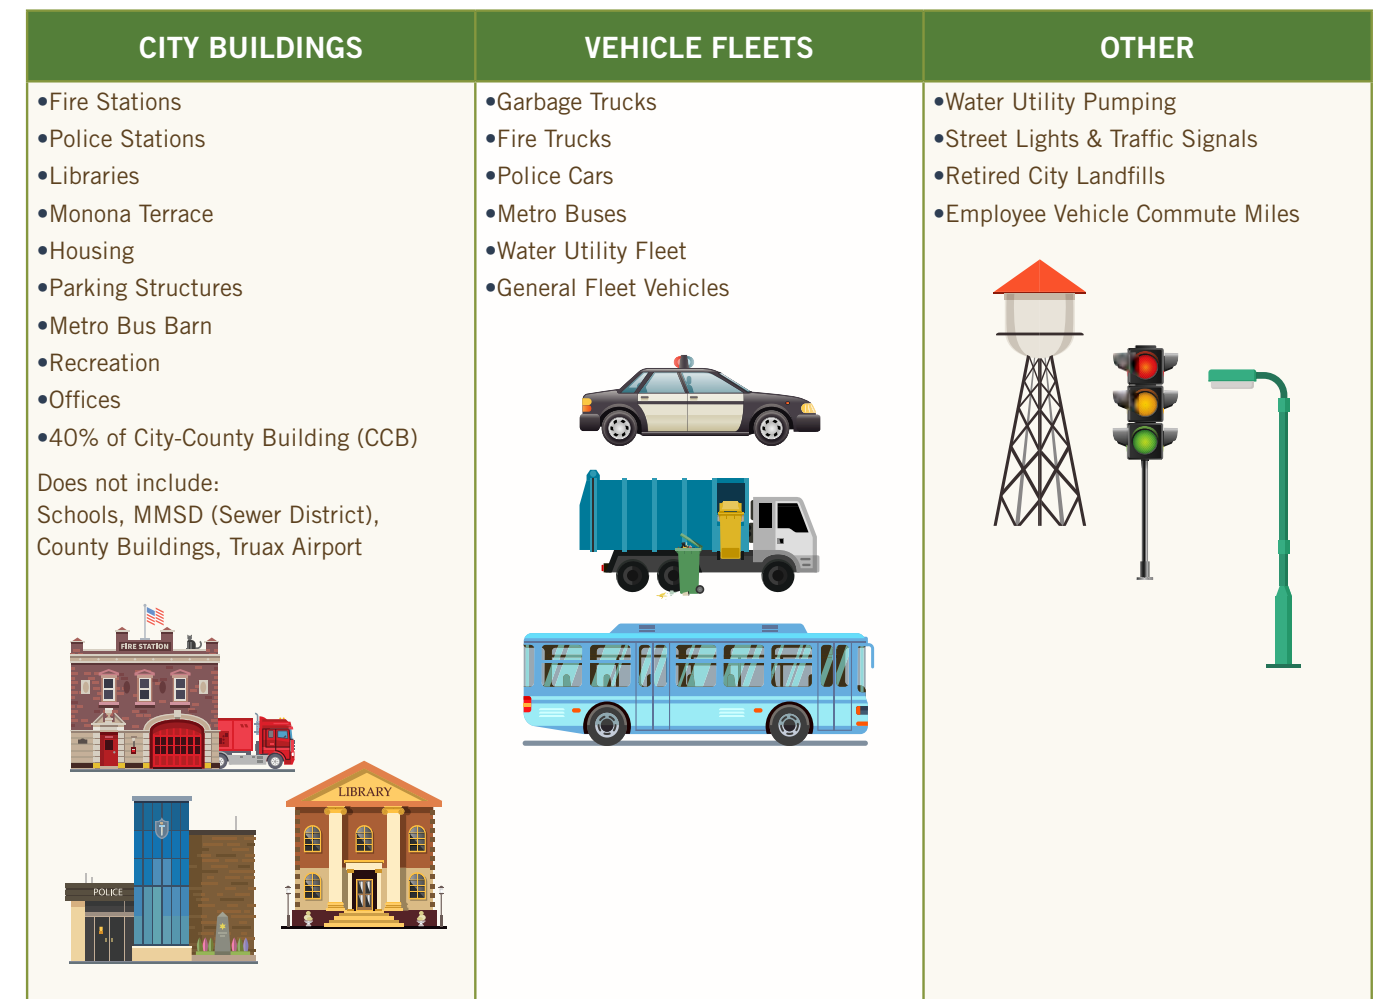 CITY BUILDINGS
•Fire Stations
•Police Stations
•Libraries
•Monona Terrace
•Housing
•Parking Structures
•Metro Bus Barn
•Recreation
•Offices
•40% of City-County Building (CCB)
Does not include:
Schools, MMSD (Sewer District),
County Buildings, Truax Airport
FIRE STATION
LIBRARY
POLICE
VEHICLE FLEETS
•Garbage Trucks
•Fire Trucks
•Police Cars
•Metro Buses
•Water Utility Fleet
•General Fleet Vehicles
OTHER
•Water Utility Pumping
•Street Lights & Traffic Signals
•Retired City Landfills
•Employee Vehicle Commute Miles